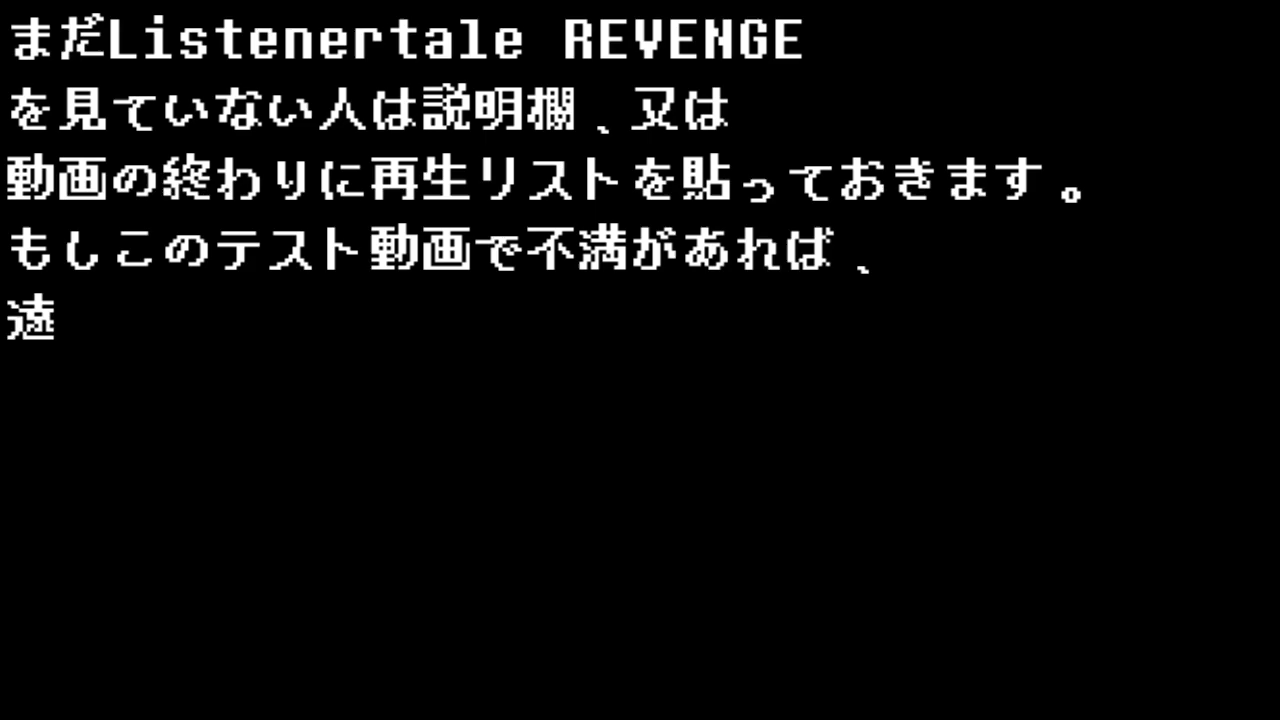 まだListenertale REVENGE
を見ていない人は説明欄、又は
動画の終わりに再生リストを貼っておきます。
もしこのテスト動画で不満があれば、
遠